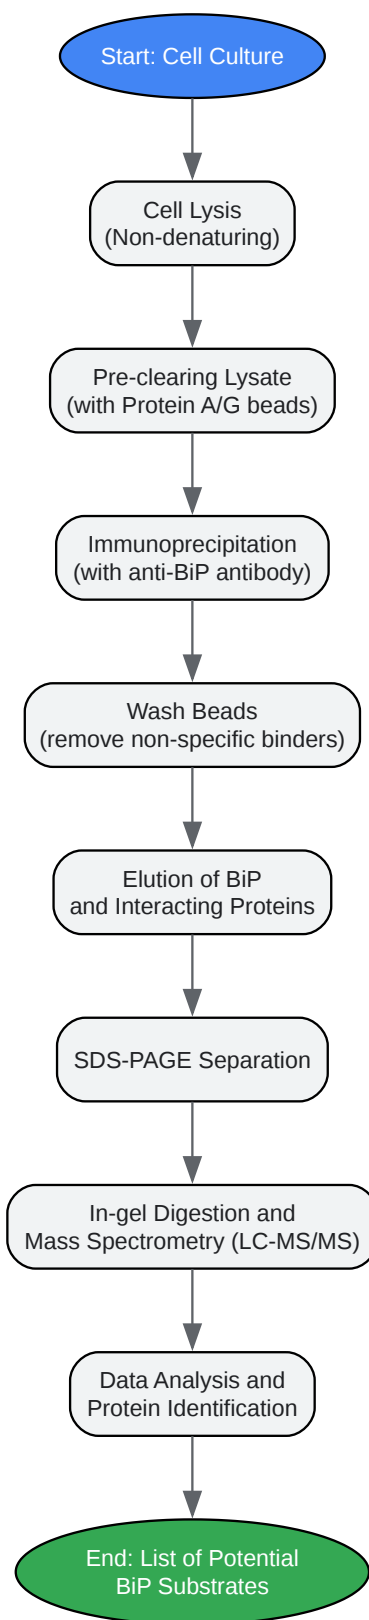 Start: Cell Culture
Cell Lysis
(Non-denaturing)
Pre-clearing Lysate
(with Protein A/G beads)
Immunoprecipitation
(with anti-BiP antibody)
Wash Beads
(remove non-specific binders)
Elution of BiP
and Interacting Proteins
SDS-PAGE Separation
In-gel Digestion and
Mass Spectrometry (LC-MS/MS)
Data Analysis and
Protein Identification
End: List of Potential
BiP Substrates